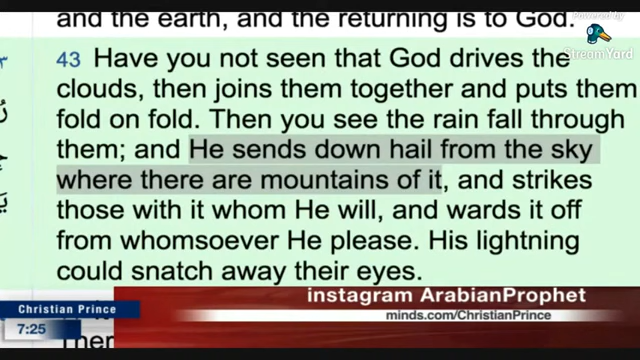 and the earth, and the returning is to God.
Powered by
StreamYard
43 Have you not seen that God drives the
clouds, then joins them together and puts them
fold on fold. Then you see the rain fall through
them; and He sends down hail from the sky
where there are mountains of it, and strikes
those with it whom He will, and wards it off
from whomsoever He please. His lightning
could snatch away their eyes.
instagram ArabianProphet
Christian Prince
7:25
minds.com/ChristianPrince